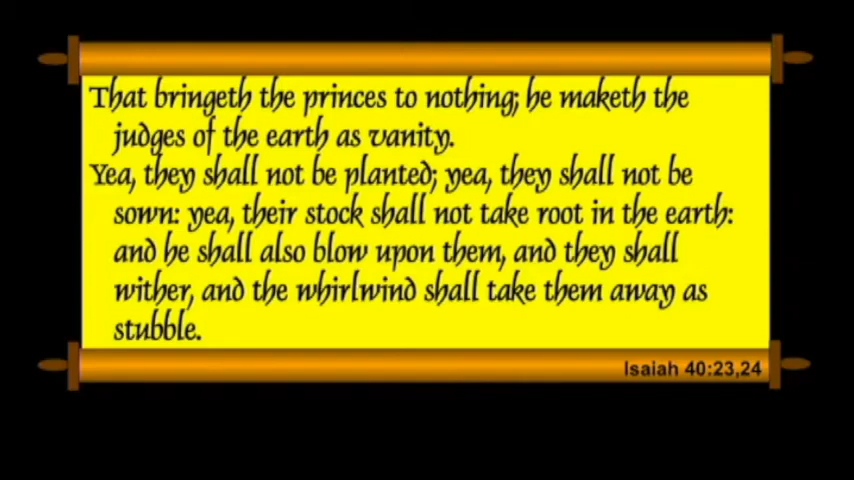 That bringeth the princes to nothing; he maketh the
judges of the earth as vanity.
Yea, they shall not be planted; yea, they shall not be
sown: yea, their stock shall not take root in the earth:
and he shall also blow upon them, and they shall
wither, and the whirlwind shall take them away as
stubble.
Isaiah 40:23,24